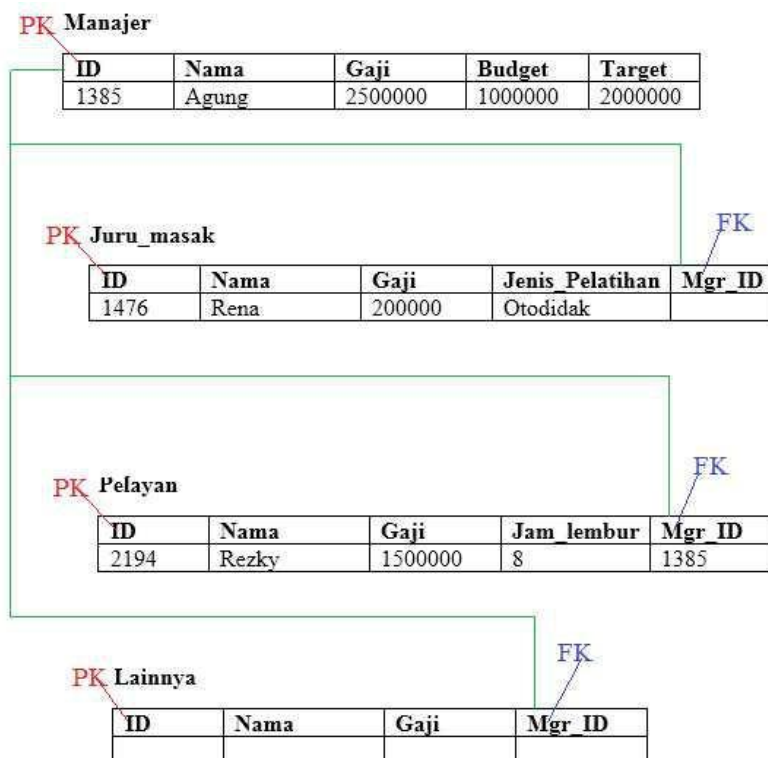 PK Manajer
ID Nama Gaji Budget Target
1385 Agung 2500000 1000000 2000000
FK
PK Juru_masak
ID Nama Gaji Jenis_Pelatihan Mgr_ID
1476 Rena 200000 Otodidak
FK
PK Pelayan
ID Nama Gaji Jam_lembur Mgr_ID
2194 Rezky 1500000 8 1385
FK
PK Lainnya
ID Nama Gaji Mgr_ID